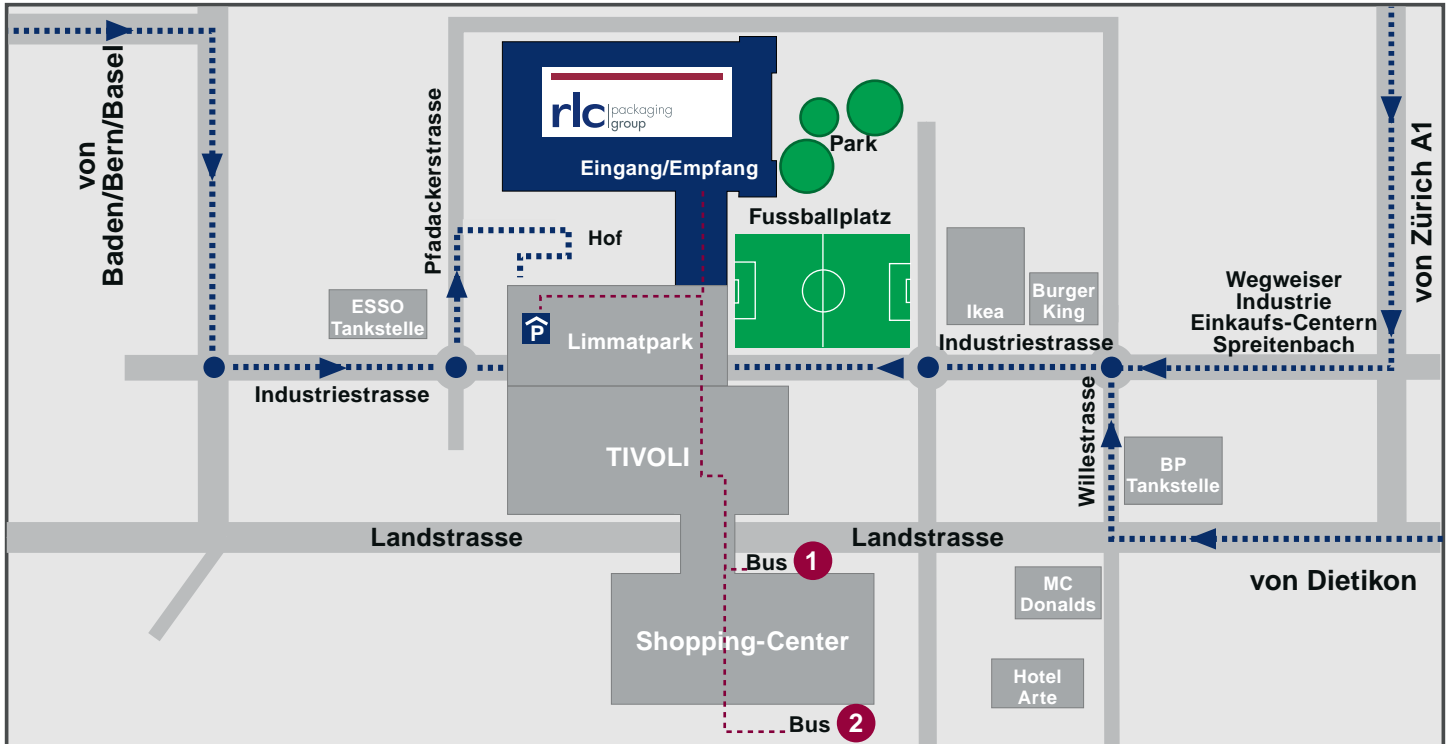 von
Baden/Bern/Basel
Pfadackerstrasse
rlc packaging
group
Eingang/Empfang
Park
Fussballplatz
Hof
von Zürich A1
Wegweiser
Industrie
Einkaufs-Centern
Spreitenbach
ESSO
Tankstelle
P
Limmatpark
Ikea
Burger
King
Industriestrasse
Industriestrasse
Willestrasse
TIVOLI
BP
Tankstelle
Landstrasse
Landstrasse
Bus 1
von Dietikon
MC
Donalds
Shopping-Center
Hotel
Arte
Bus 2